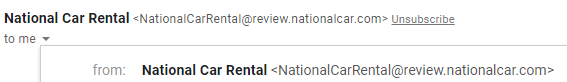 National Car Rental <NationalCarRental@review.nationalcar.com> Unsubscribe
to me
from: National Car Rental <NationalCarRental@review.nationalcar.com>